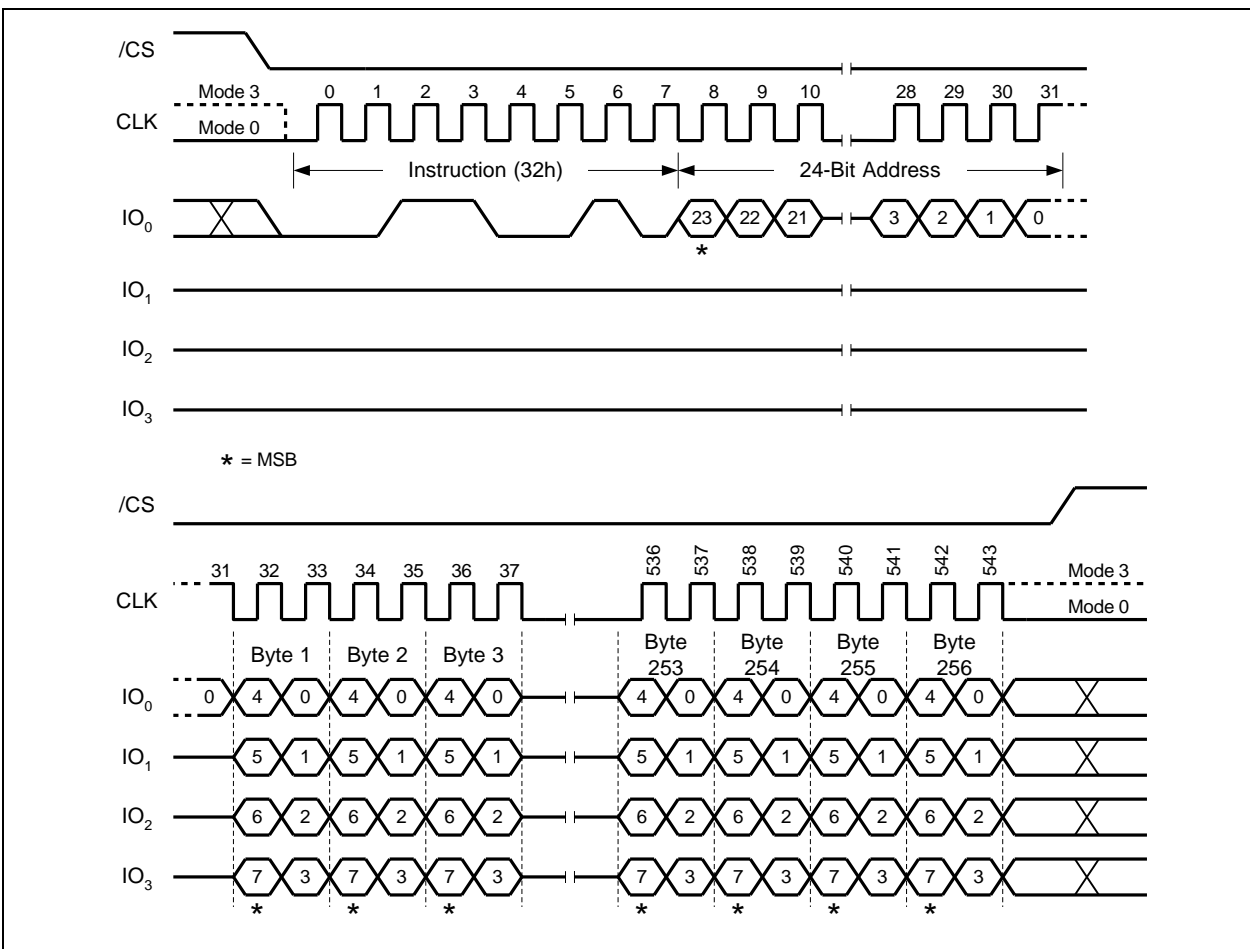 /CS
Mode 3 0 1 2 3 4 5 6 7 8 9 10 28 29 30 31
CLK
Mode 0
Instruction (32h) 24-Bit Address
IO0 23 22 21 3 2 1 0
*
IO1
IO2
IO3
* = MSB
/CS
31 32 33 34 35 36 37 536 537 538 539 540 541 542 543 Mode 3
CLK
Mode 0
Byte 1 Byte 2 Byte 3 Byte 253 Byte 254 Byte 255 Byte 256
IO0 0 4 0 4 0 4 0 4 0 4 0 4 0 4 0
IO1 5 1 5 1 5 1 5 1 5 1 5 1 5 1
IO2 6 2 6 2 6 2 6 2 6 2 6 2 6 2
IO3 7 3 7 3 7 3 7 3 7 3 7 3 7 3
* * * * * * *